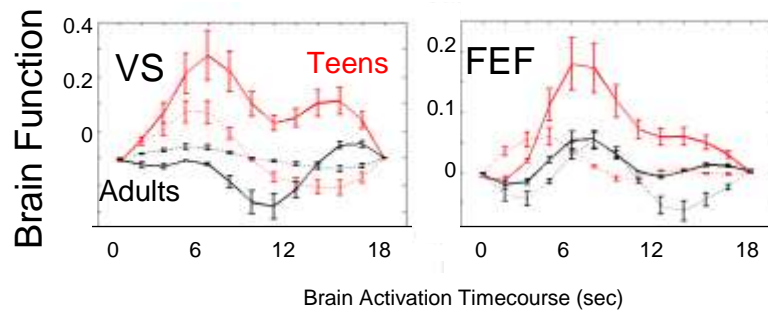 Brain Function
0.4
0.2
0
VS
Teens
Adults
0 6 12 18
FEF
0.2
0.1
0
0 6 12 18
Brain Activation Timecourse (sec)